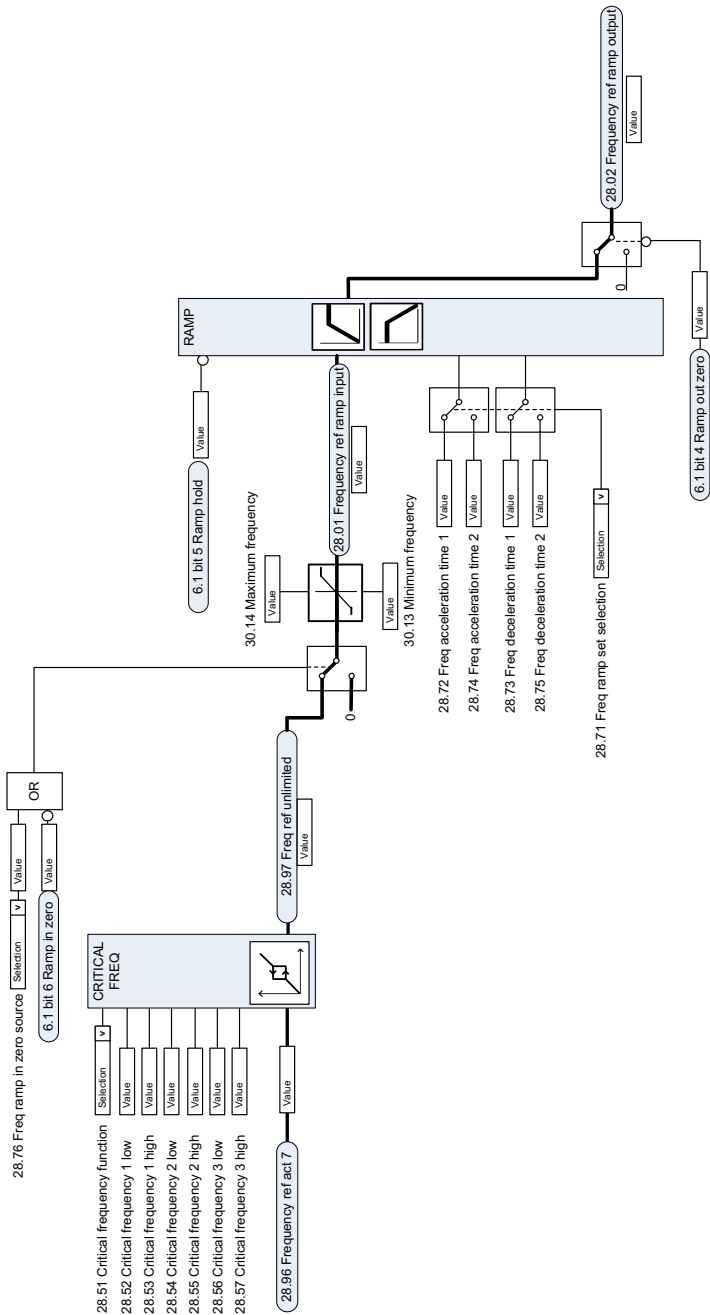 28.76 Freq ramp in zero source Selection v Value
6.1 bit 6 Ramp in zero Value
OR
28.51 Critical frequency function Selection v
28.52 Critical frequency 1 low Value
28.53 Critical frequency 1 high Value
28.54 Critical frequency 2 low Value
28.55 Critical frequency 2 high Value
28.56 Critical frequency 3 low Value
28.57 Critical frequency 3 high Value
28.96 Frequency ref act 7 Value
CRITICAL
FREQ
28.97 Freq ref unlimited
Value
0
30.14 Maximum frequency
Value
Value
30.13 Minimum frequency
28.01 Frequency ref ramp input
Value
6.1 bit 5 Ramp hold
Value
RAMP
28.72 Freq acceleration time 1 Value
28.74 Freq acceleration time 2 Value
28.73 Freq deceleration time 1 Value
28.75 Freq deceleration time 2 Value
28.71 Freq ramp set selection Selection v
0
6.1 bit 4 Ramp out zero
Value
28.02 Frequency ref ramp output
Value